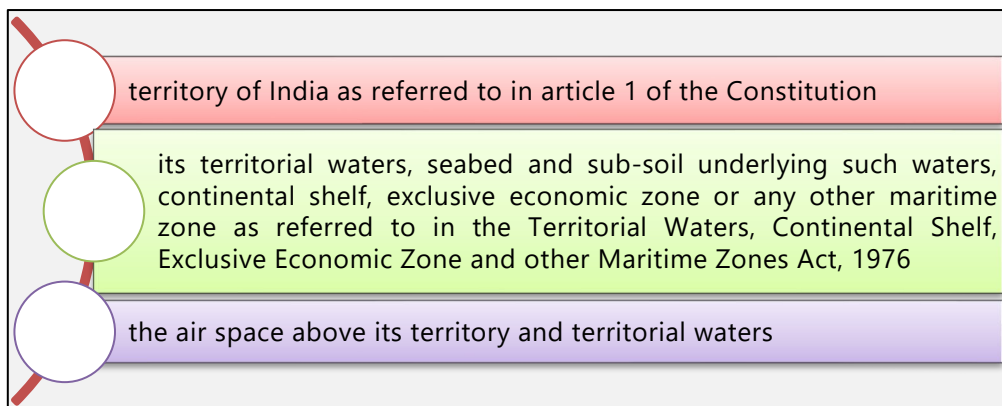 territory of India as referred to in article 1 of the Constitution
its territorial waters, seabed and sub-soil underlying such waters,
continental shelf, exclusive economic zone or any other maritime
zone as referred to in the Territorial Waters, Continental Shelf,
Exclusive Economic Zone and other Maritime Zones Act, 1976
the air space above its territory and territorial waters